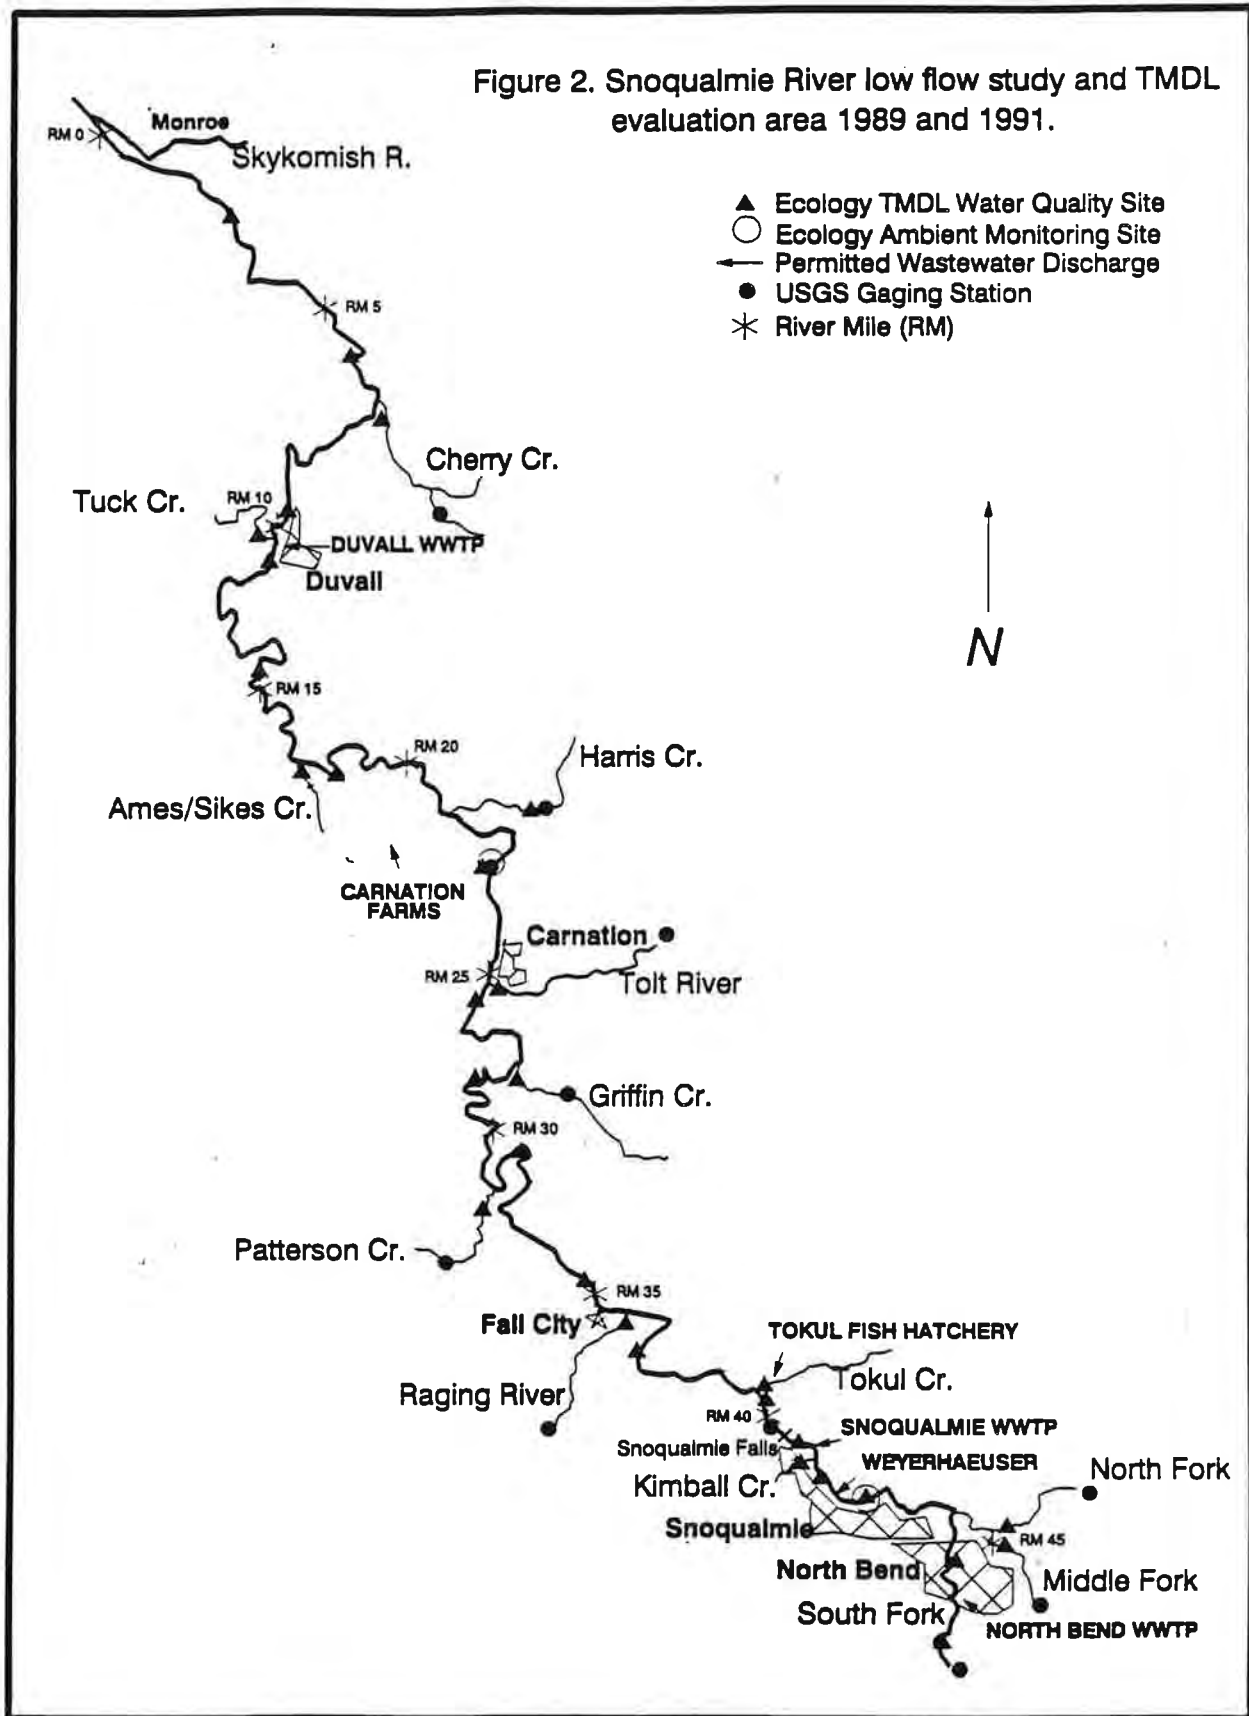 Figure 2. Snoqualmie River low flow study and TMDL
evaluation area 1989 and 1991.
Monroe
RM 0
Skykomish R.
Ecology TMDL Water Quality Site
Ecology Ambient Monitoring Site
Permitted Wastewater Discharge
USGS Gaging Station
River Mile (RM)
RM 5
Cherry Cr.
Tuck Cr.
RM 10
DUVALL WWTP
Duvall
N
RM 15
RM 20
Harris Cr.
Ames/Sikes Cr.
CARNATION
FARMS
Carnation
RM 25
Tolt River
Griffin Cr.
RM 30
Patterson Cr.
RM 35
Fall City
TOKUL FISH HATCHERY
Tokul Cr.
Raging River
RM 40
SNOQUALMIE WWTP
Snoqualmie Falls
WEYERHAEUSER
North Fork
Kimball Cr.
Snoqualmie
RM 45
North Bend
Middle Fork
South Fork
NORTH BEND WWTP